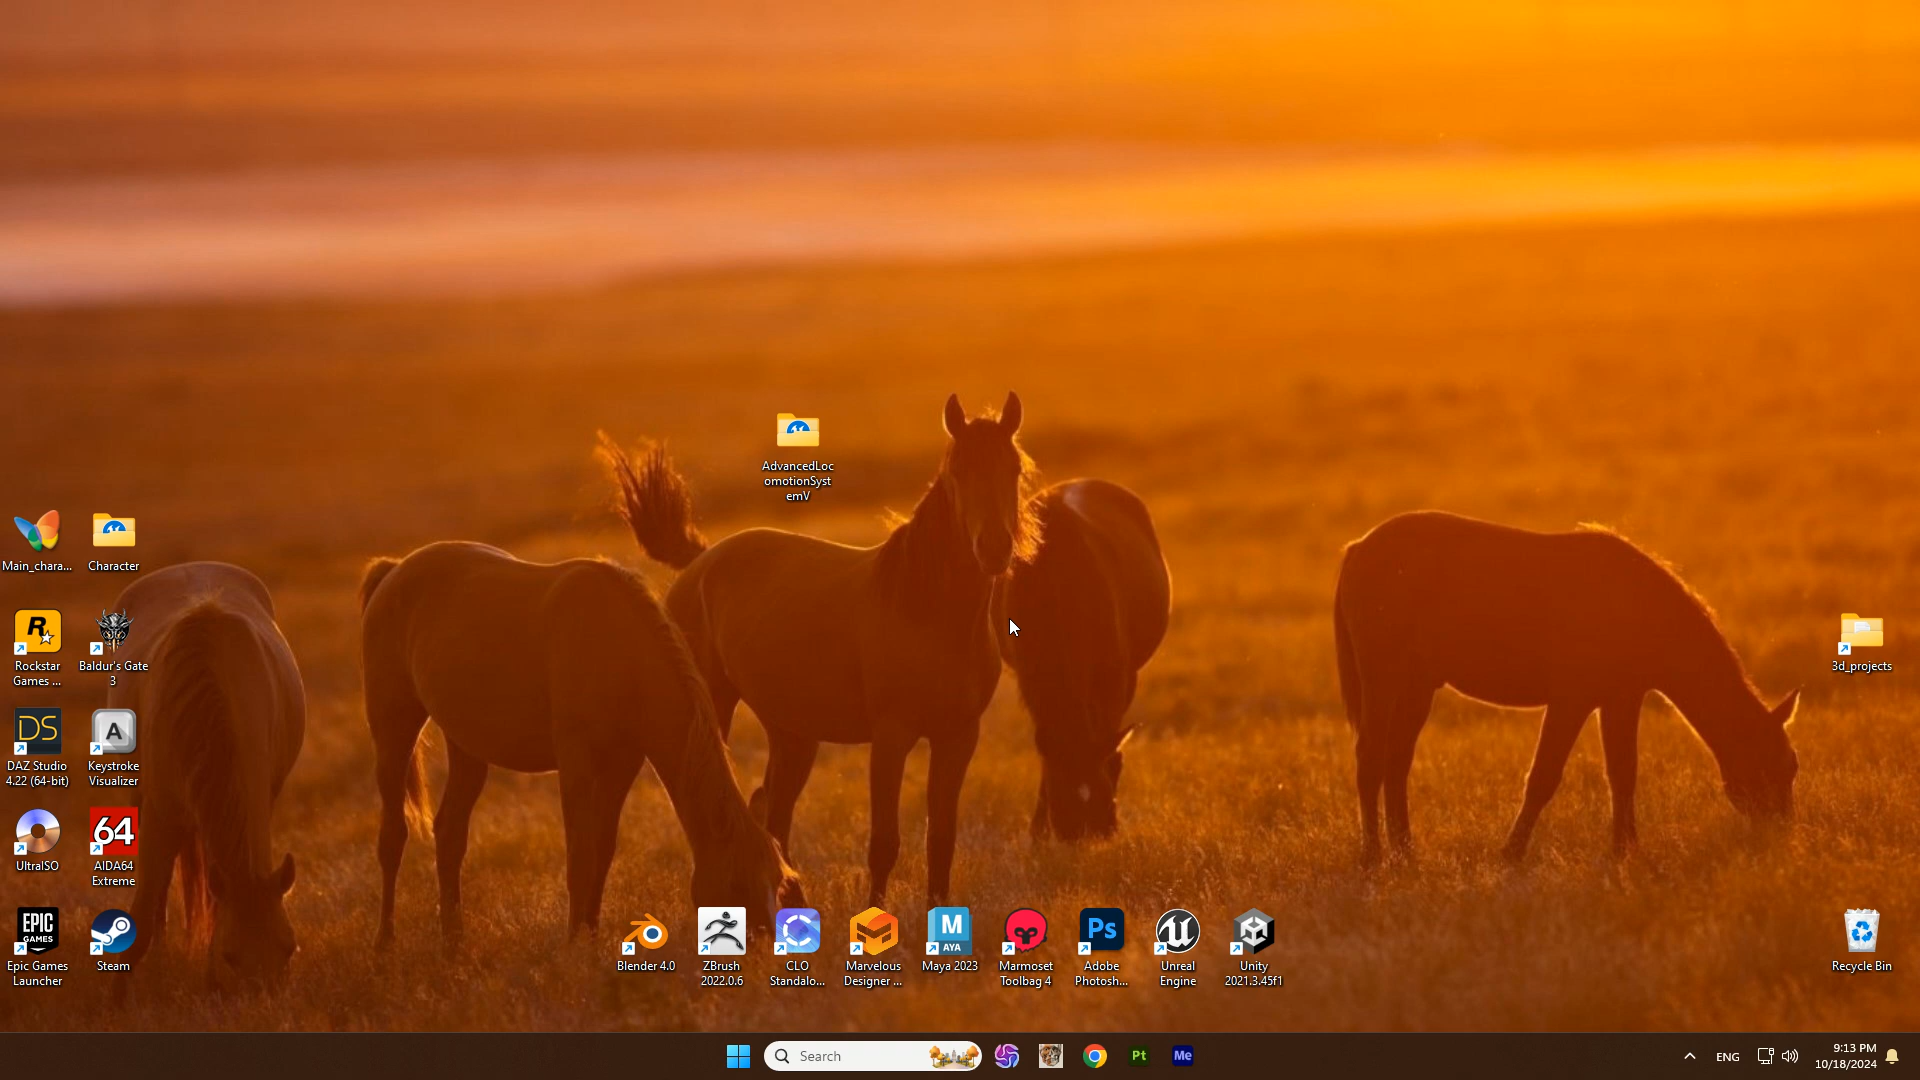 AdvancedLoc
omotionSyst
emV
Main_chara...
Character
R
Rockstar
Games ...
Baldur's Gate
3
DS
DAZ Studio
4.22 (64-bit)
A
Keystroke
Visualizer
UltraISO
64
AIDA64
Extreme
EPIC
GAMES
Epic Games
Launcher
Steam
Blender 4.0
ZBrush
2022.0.6
CLO
Standalo...
Marvelous
Designer ...
M
AYA
Maya 2023
Marmoset
Toolbag 4
Ps
Adobe
Photosh...
Unreal
Engine
Unity
2021.3.45f1
3d_projects
Recycle Bin
Search
Pt
Me
ENG
9:13 PM
10/18/2024